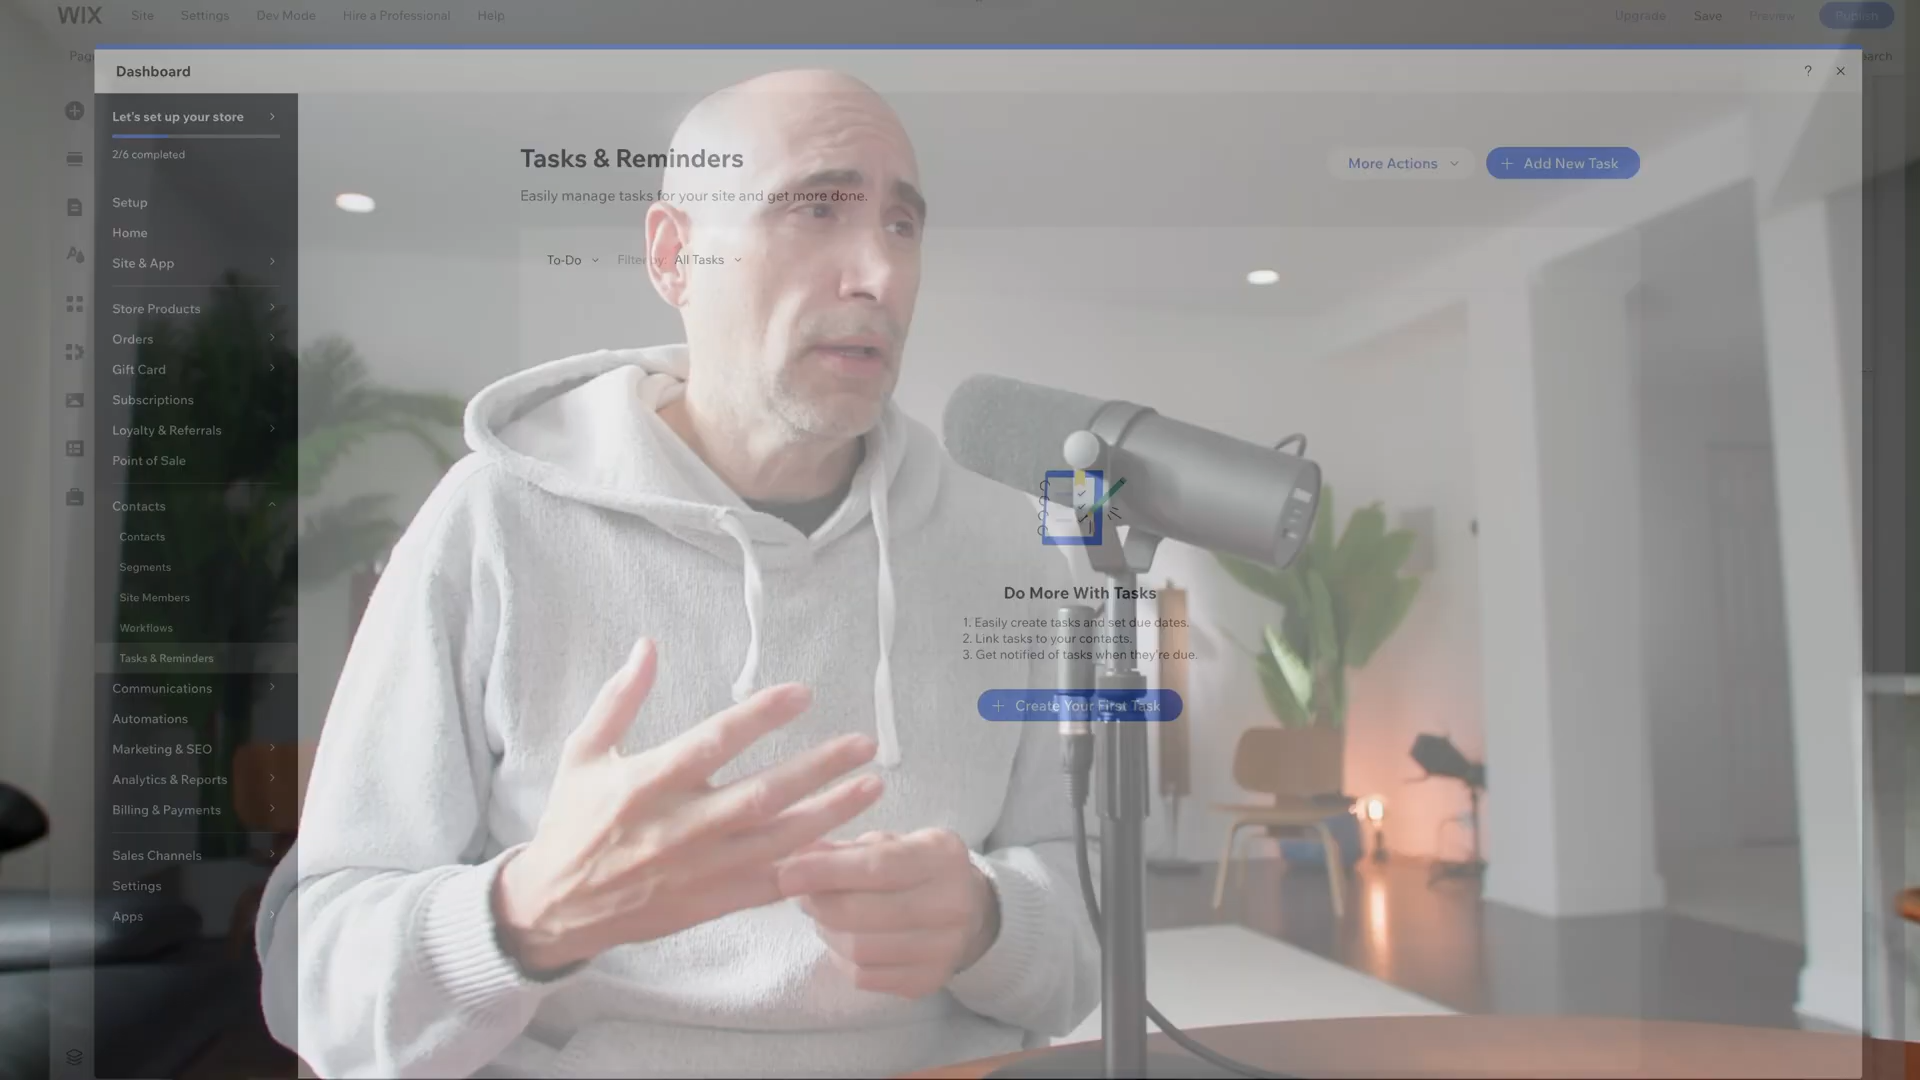 WIX Site Settings Dev Mode Hire a Professional Help Upgrade Save Preview Publish
Dashboard ?
Let's set up your store
2/6 completed
Setup
Home
Site & App
Store Products
Orders
Gift Card
Subscriptions
Loyalty & Referrals
Point of Sale
Contacts
Contacts
Segments
Site Members
Workflows
Tasks & Reminders
Communications
Automations
Marketing & SEO
Analytics & Reports
Billing & Payments
Sales Channels
Settings
Apps
Tasks & Reminders
Easily manage tasks for your site and get more done.
More Actions
+ Add New Task
To-Do Filter by: All Tasks
Do More With Tasks
1. Easily create tasks and set due dates.
2. Link tasks to your contacts.
3. Get notified of tasks when they're due.
+ Create Your First Task